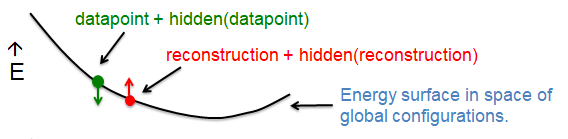 datapoint + hidden(datapoint)
reconstruction + hidden(reconstruction)
E
Energy surface in space of
global configurations.